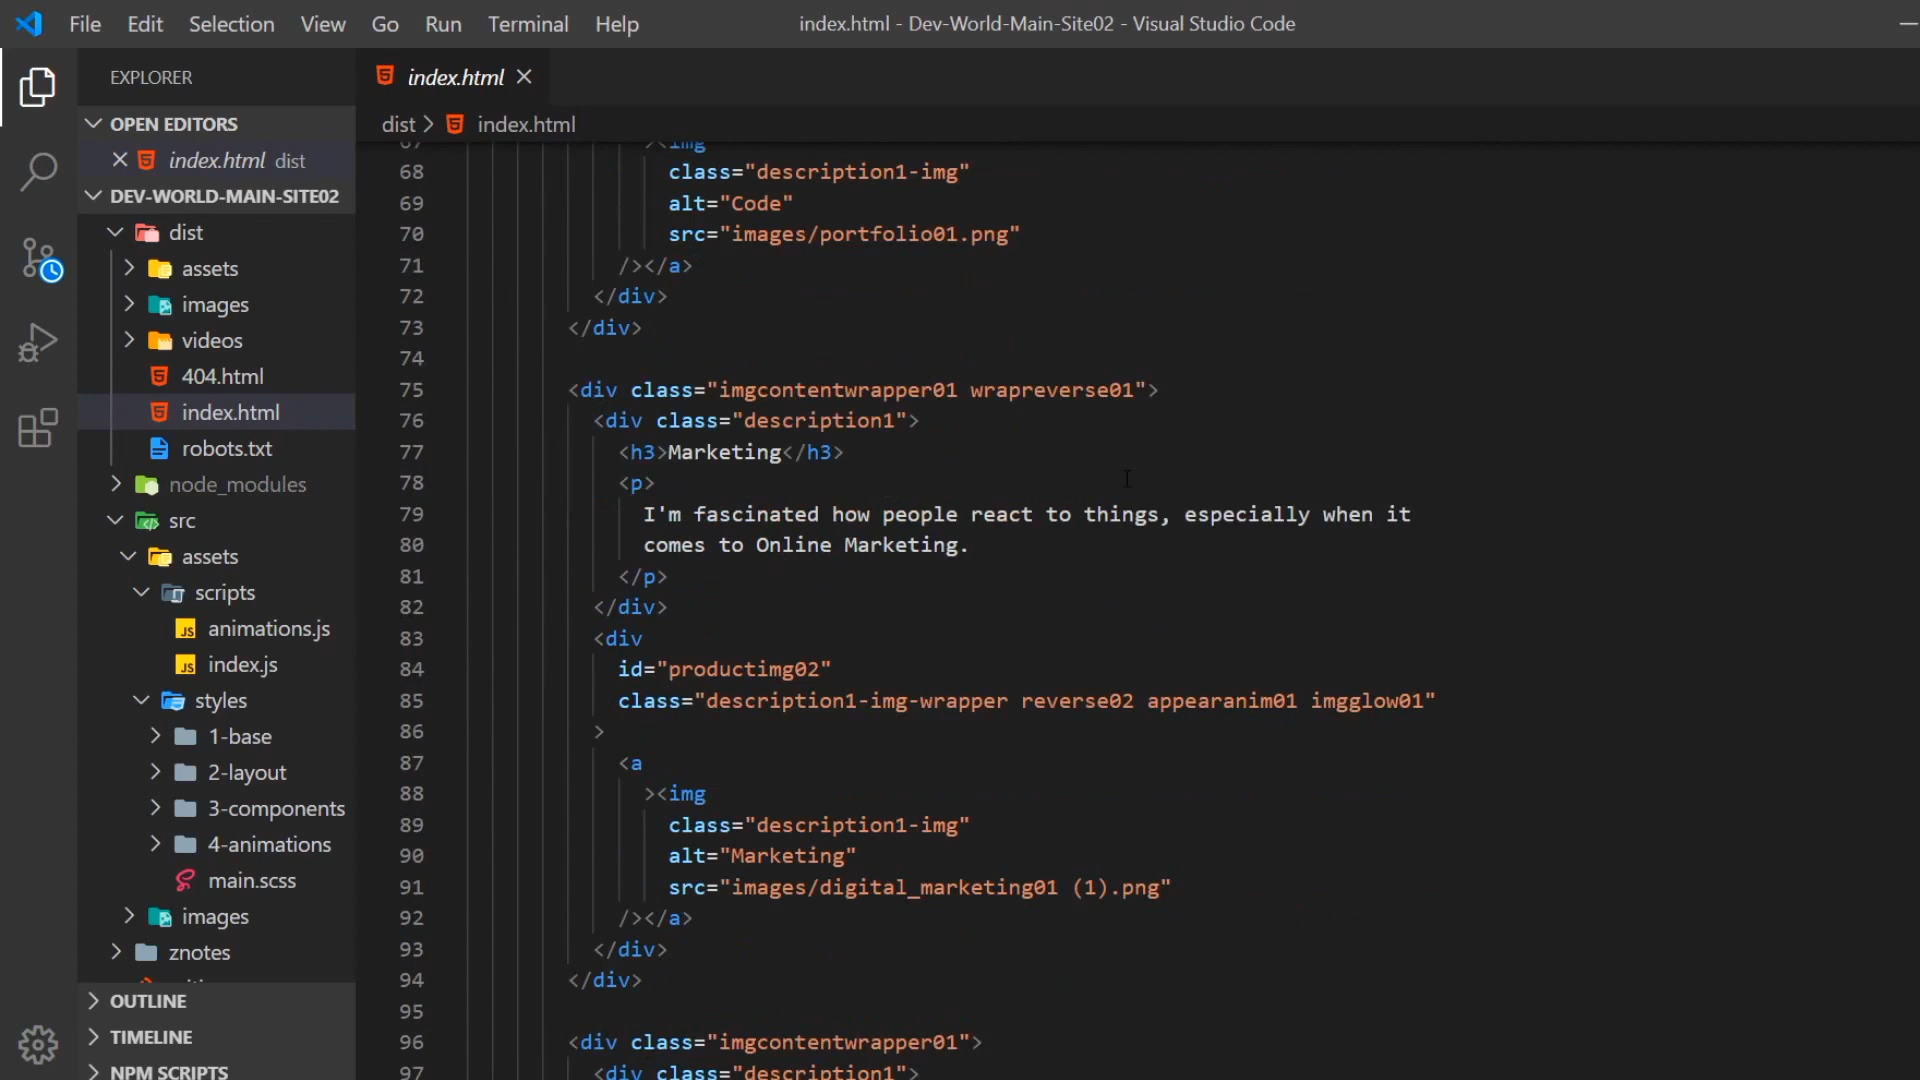 File Edit Selection View Go Run Terminal Help
index.html - Dev-World-Main-Site02 - Visual Studio Code
EXPLORER
OPEN EDITORS
index.html dist
DEV-WORLD-MAIN-SITE02
dist
assets
images
videos
404.html
index.html
robots.txt
node_modules
src
assets
scripts
JS animations.js
JS index.js
styles
1-base
2-layout
3-components
4-animations
main.scss
images
znotes
OUTLINE
TIMELINE
NPM SCRIPTS
index.html
dist > index.html
67 ><img
68 class="description1-img"
69 alt="Code"
70 src="images/portfolio01.png"
71 /></a>
72 </div>
73 </div>
74
75 <div class="imgcontentwrapper01 wrapreverse01">
76 <div class="description1">
77 <h3>Marketing</h3>
78 <p>
79 I'm fascinated how people react to things, especially when it
80 comes to Online Marketing.
81 </p>
82 </div>
83 <div
84 id="productimg02"
85 class="description1-img-wrapper reverse02 appearanim01 imgglow01"
86 >
87 <a
88 ><img
89 class="description1-img"
90 alt="Marketing"
91 src="images/digital_marketing01 (1).png"
92 /></a>
93 </div>
94 </div>
95
96 <div class="imgcontentwrapper01">
97 <div class="description1">